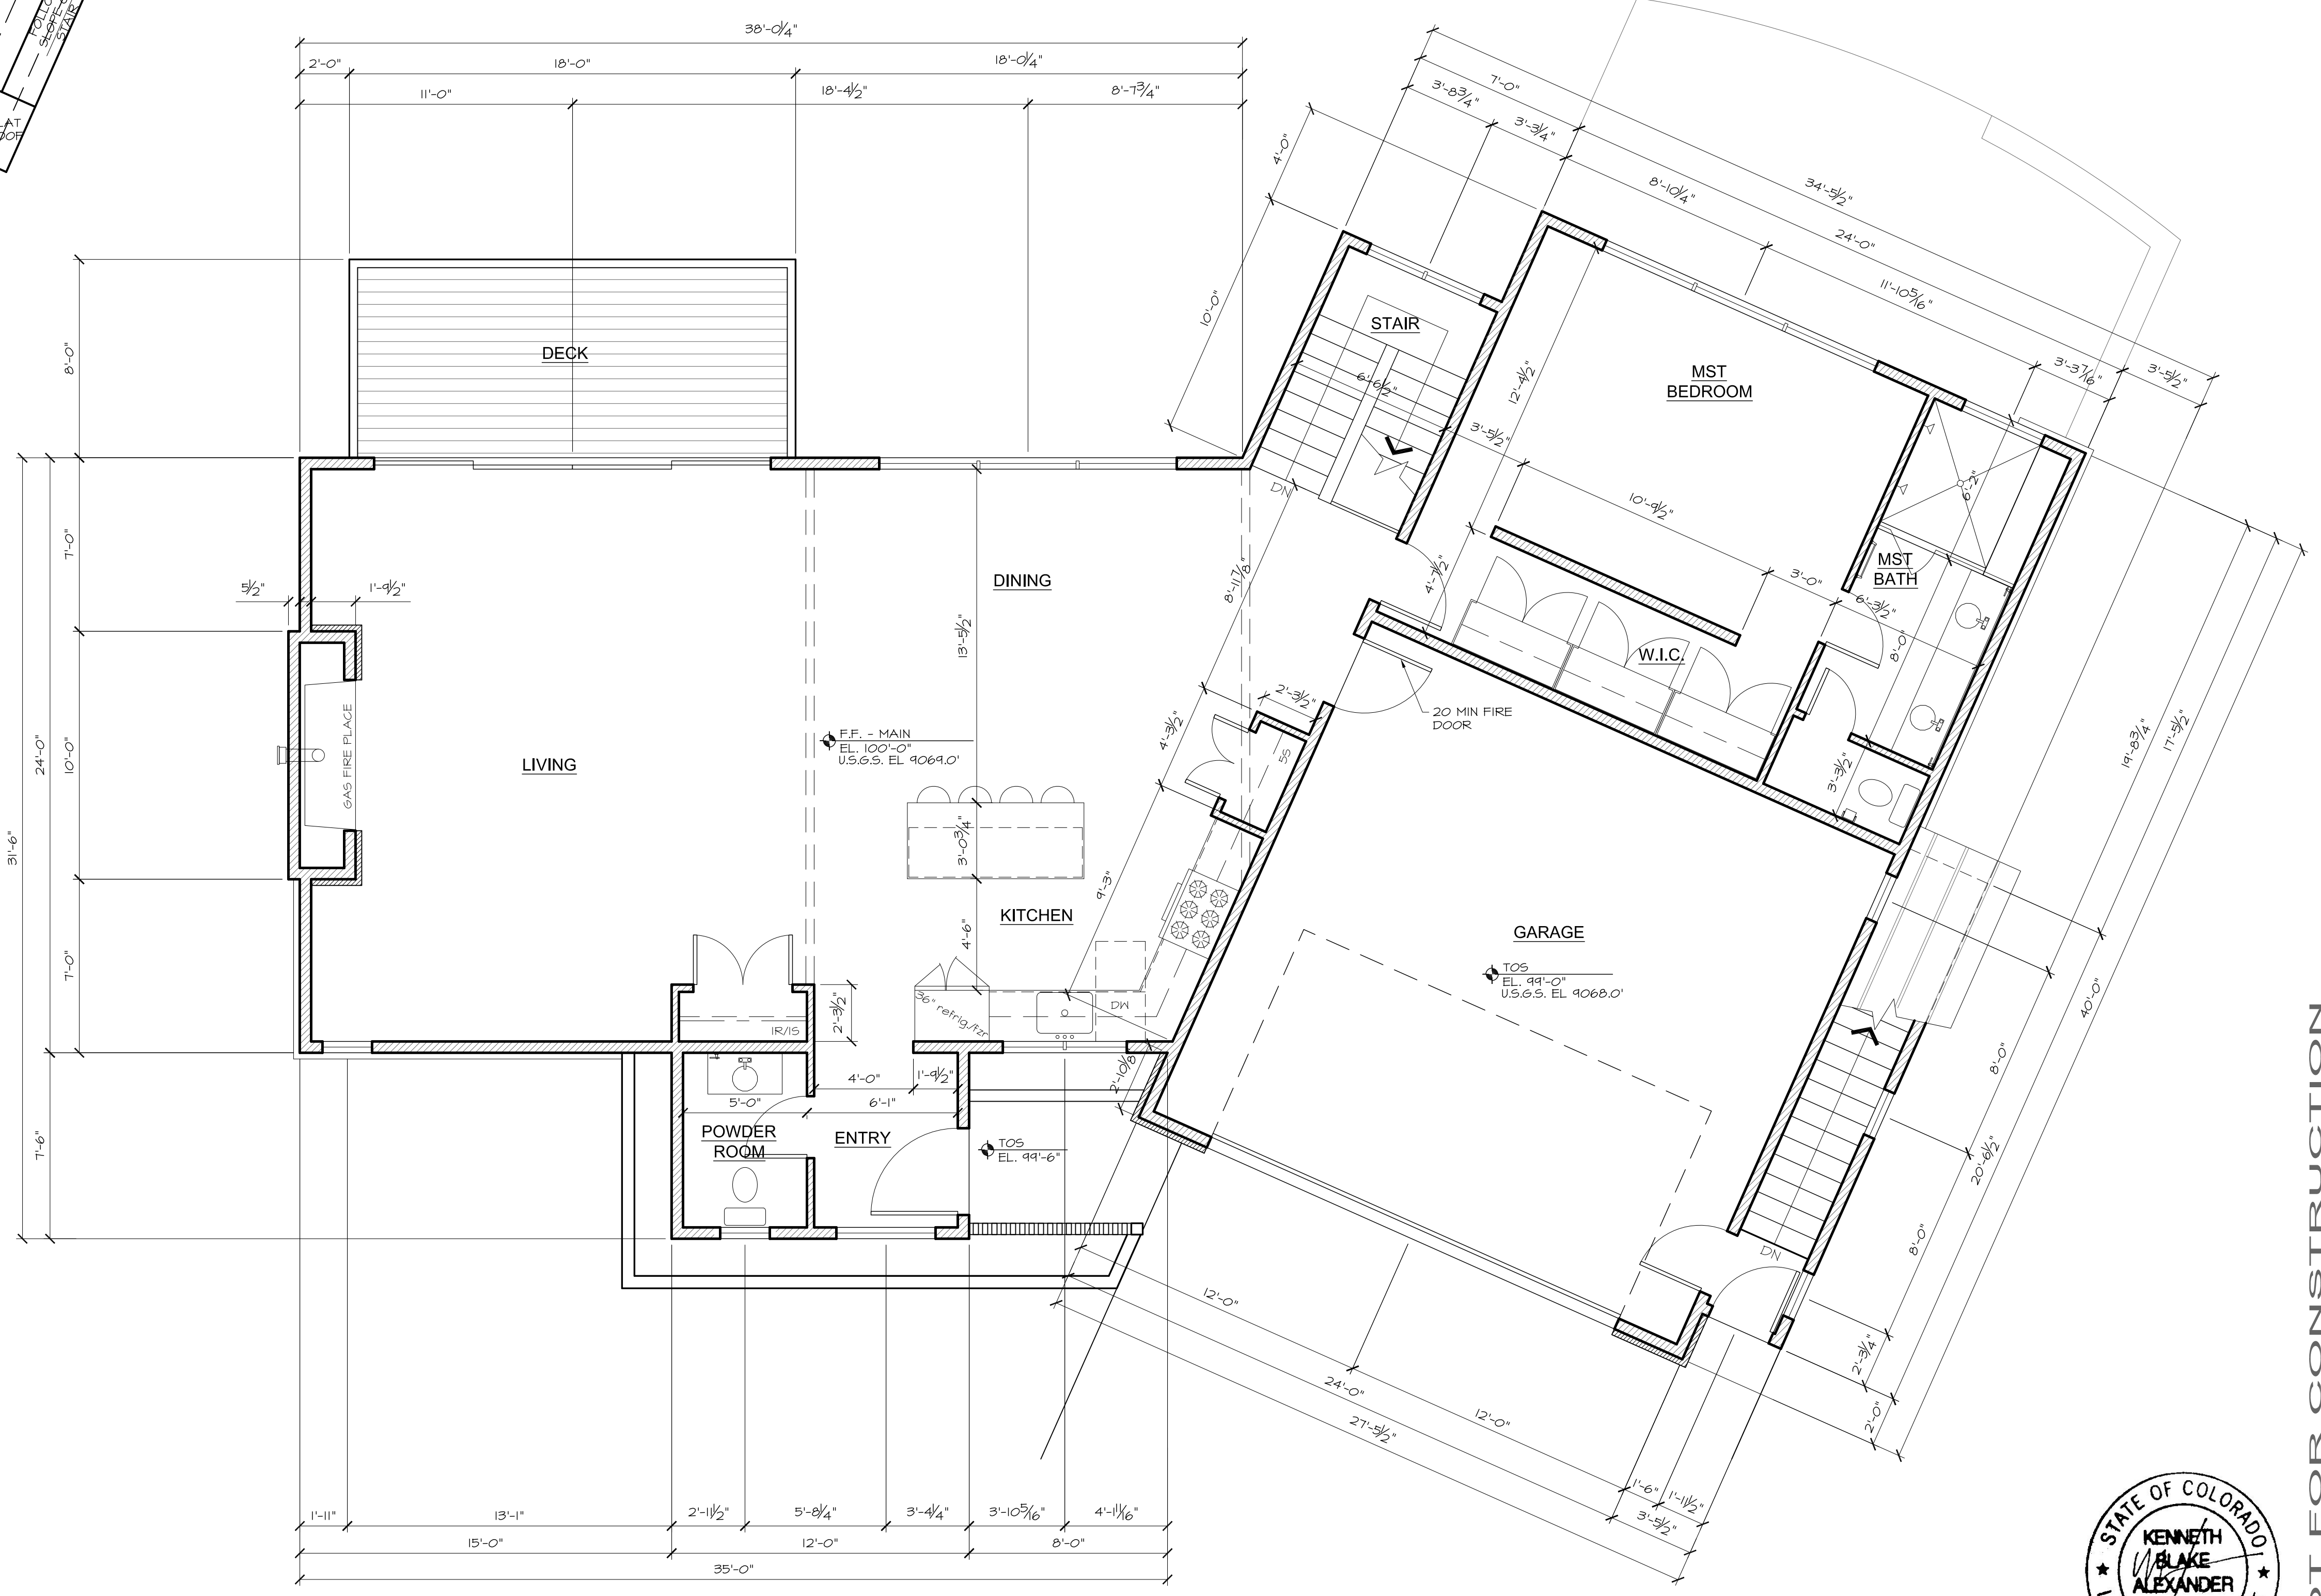 SLOPE
STAIR
38'-0 1/4"
2'-0"
18'-0"
18'-0 1/4"
11'-0"
18'-4 1/2"
8'-7 3/4"
7'-0"
3'-8 3/4"
3'-3 1/4"
4'-0"
34'-5 1/2"
8'-10 1/4"
24'-0"
11'-10 5/16"
3'-3 7/16"
3'-5 1/2"
10'-0"
8'-0"
DECK
STAIR
6'-6 1/2"
12'-4 1/2"
3'-5 1/2"
MST
BEDROOM
10'-9 1/2"
6'-2"
DN
7'-0"
5 1/2"
1'-9 1/2"
DINING
13'-5 1/2"
8'-11 7/8"
4'-7 1/2"
3'-0"
MST
BATH
6'-3 1/2"
8'-0"
W.I.C.
20 MIN FIRE
DOOR
2'-3 1/2"
4'-3 1/2"
5S
3'-3 1/2"
19'-8 3/4"
17'-5 1/2"
24'-0"
10'-0"
31'-6"
GAS FIRE PLACE
LIVING
F.F. - MAIN
EL. 100'-0"
U.S.G.S. EL 9069.0'
3'-0 3/4"
9'-3"
KITCHEN
4'-6"
GARAGE
TOS
EL. 99'-0"
U.S.G.S. EL 9068.0'
7'-0"
36" refrig./fzr
DW
1R/1S
2'-3 1/2"
40'-0"
8'-0"
20'-6 1/2"
8'-0"
2'-10 1/8"
4'-0"
1'-9 1/2"
5'-0"
6'-1"
POWDER
ROOM
ENTRY
TOS
EL. 99'-6"
7'-6"
DN
2'-3 1/4"
2'-0"
12'-0"
24'-0"
12'-0"
27'-5 1/2"
1'-6"
1'-11 1/2"
3'-5 1/2"
1'-11"
13'-1"
2'-11 1/2"
5'-8 1/4"
3'-4 1/4"
3'-10 5/16"
4'-1 11/16"
15'-0"
12'-0"
8'-0"
35'-0"
FOR CONSTRUCTION
STATE OF COLORADO
KENNETH
BLAKE
ALEXANDER